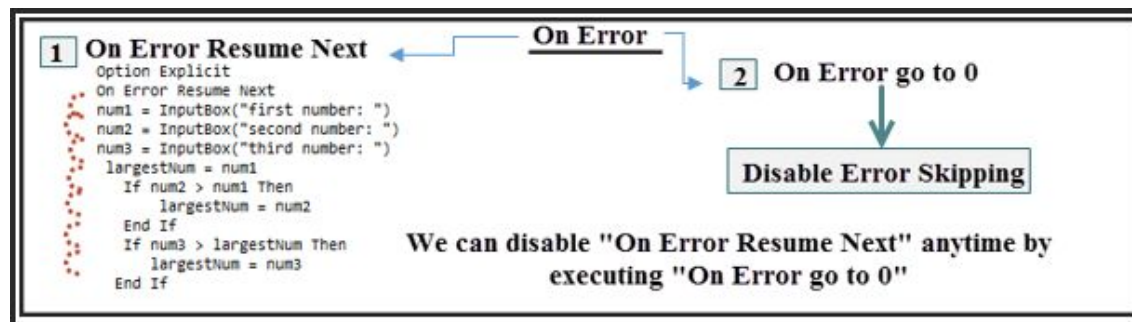 On Error
1 On Error Resume Next
Option Explicit
On Error Resume Next
num1 = InputBox("first number: ")
num2 = InputBox("second number: ")
num3 = InputBox("third number: ")
largestNum = num1
If num2 > num1 Then
largestNum = num2
End If
If num3 > largestNum Then
largestNum = num3
End If
2 On Error go to 0
Disable Error Skipping
We can disable "On Error Resume Next" anytime by
executing "On Error go to 0"